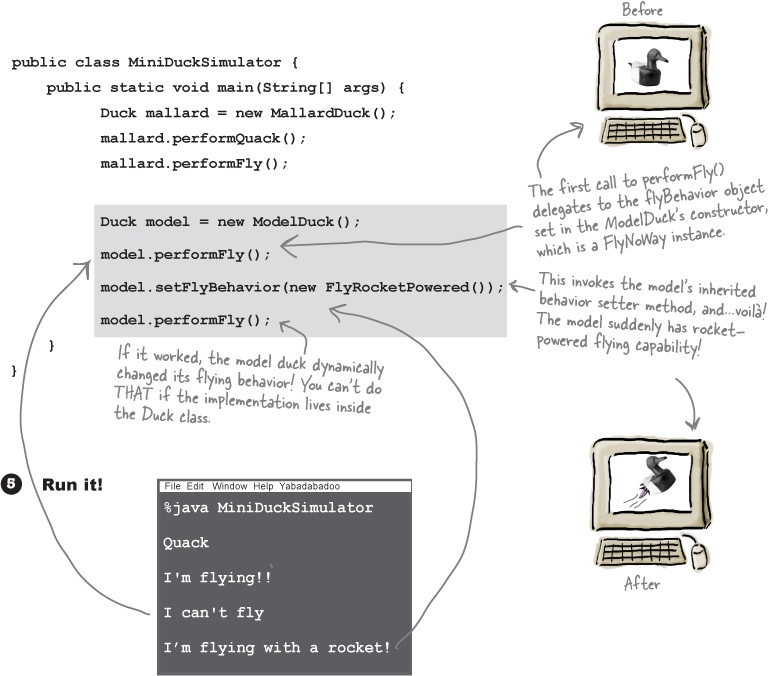 Before
public class MiniDuckSimulator {
public static void main(String[] args) {
Duck mallard = new MallardDuck();
mallard.performQuack();
mallard.performFly();
The first call to performFly()
delegates to the flyBehavior object
set in the ModelDuck's constructor,
which is a FlyNoWay instance.
Duck model = new ModelDuck();
model.performFly();
model.setFlyBehavior(new FlyRocketPowered());
model.performFly();
}
}
This invokes the model's inherited
behavior setter method, and...voilà!
The model suddenly has rocket-
powered flying capability!
If it worked, the model duck dynamically
changed its flying behavior! You can't do
THAT if the implementation lives inside
the Duck class.
5 Run it!
File Edit Window Help Yabadabadoo
%java MiniDuckSimulator
Quack
I'm flying!!
I can't fly
I’m flying with a rocket!
After